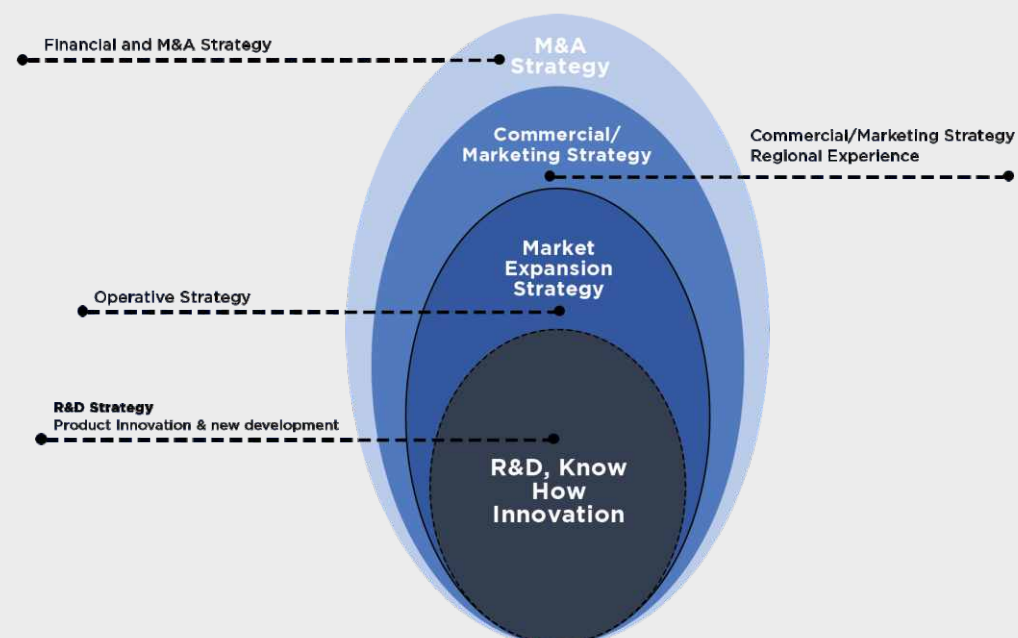 Financial and M&A Strategy
M&A
Strategy
Commercial/
Marketing Strategy
Commercial/Marketing Strategy
Regional Experience
Market
Expansion
Strategy
Operative Strategy
R&D Strategy
Product Innovation & new development
R&D, Know
How
Innovation